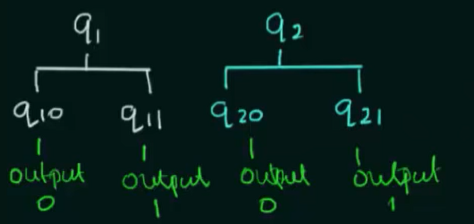 q1 q2
q10 q11 q20 q21
output output output output
0 1 0 1